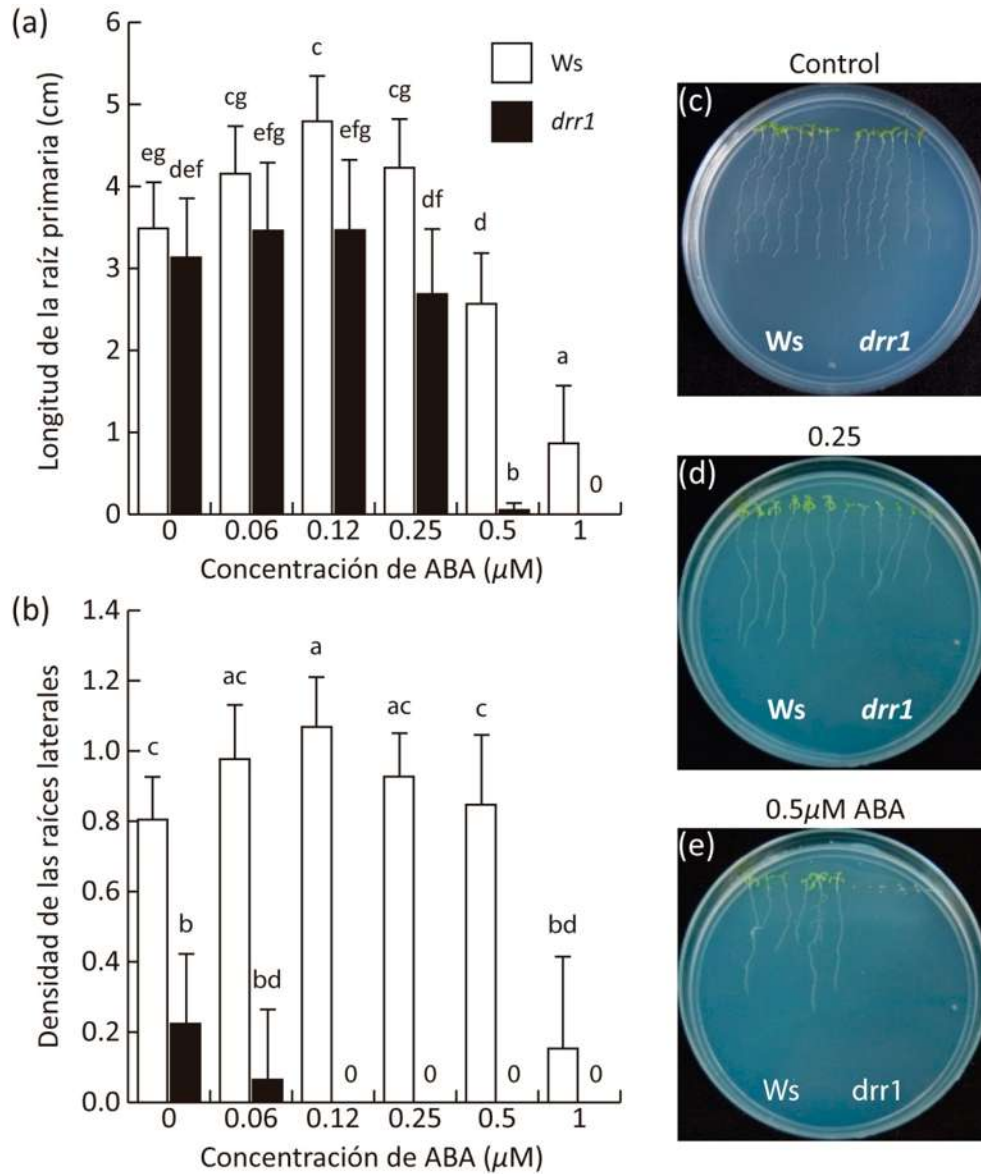 (a)
Longitud de la raíz primaria (cm)
6
5
4
3
2
1
0
Ws
drr1
eg
def
cg
efg
c
efg
cg
df
d
b
a
0
0
0.06
0.12
0.25
0.5
1
Concentración de ABA (µM)
(b)
Densidad de las raíces laterales
1.4
1.2
1.0
0.8
0.6
0.4
0.2
0.0
c
b
ac
bd
a
0
ac
0
c
0
bd
0
0
0.06
0.12
0.25
0.5
1
Concentración de ABA (µM)
Control
(c)
Ws drr1
0.25
(d)
Ws drr1
0.5µM ABA
(e)
Ws drr1